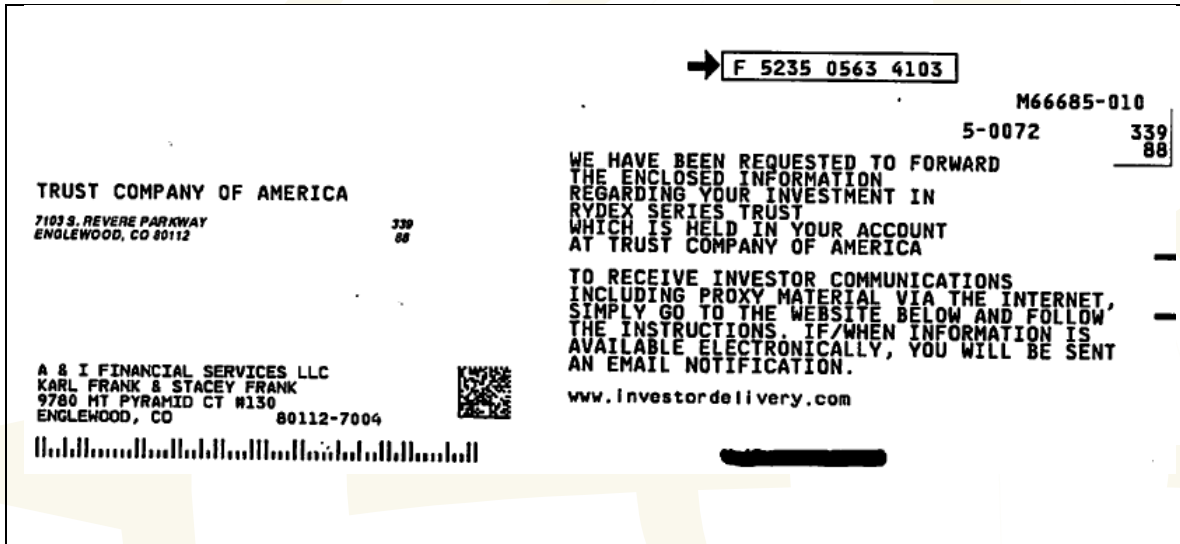 F 5235 0563 4103
M66685-010
5-0072 339
88
TRUST COMPANY OF AMERICA
7103 S. REVERE PARKWAY 339
ENGLEWOOD, CO 80112 88
WE HAVE BEEN REQUESTED TO FORWARD
THE ENCLOSED INFORMATION
REGARDING YOUR INVESTMENT IN
RYDEX SERIES TRUST
WHICH IS HELD IN YOUR ACCOUNT
AT TRUST COMPANY OF AMERICA
TO RECEIVE INVESTOR COMMUNICATIONS
INCLUDING PROXY MATERIAL VIA THE INTERNET,
SIMPLY GO TO THE WEBSITE BELOW AND FOLLOW
THE INSTRUCTIONS. IF/WHEN INFORMATION IS
AVAILABLE ELECTRONICALLY, YOU WILL BE SENT
AN EMAIL NOTIFICATION.
www.investordelivery.com
A & I FINANCIAL SERVICES LLC
KARL FRANK & STACEY FRANK
9780 MT PYRAMID CT #130
ENGLEWOOD, CO 80112-7004